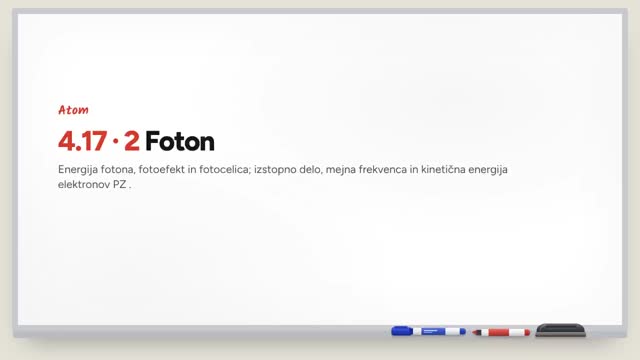 Atom
4.17 · 2 Foton
Energija fotona, fotoefekt in fotocelica; izstopno delo, mejna frekvenca in kinetična energija
elektronov PZ .